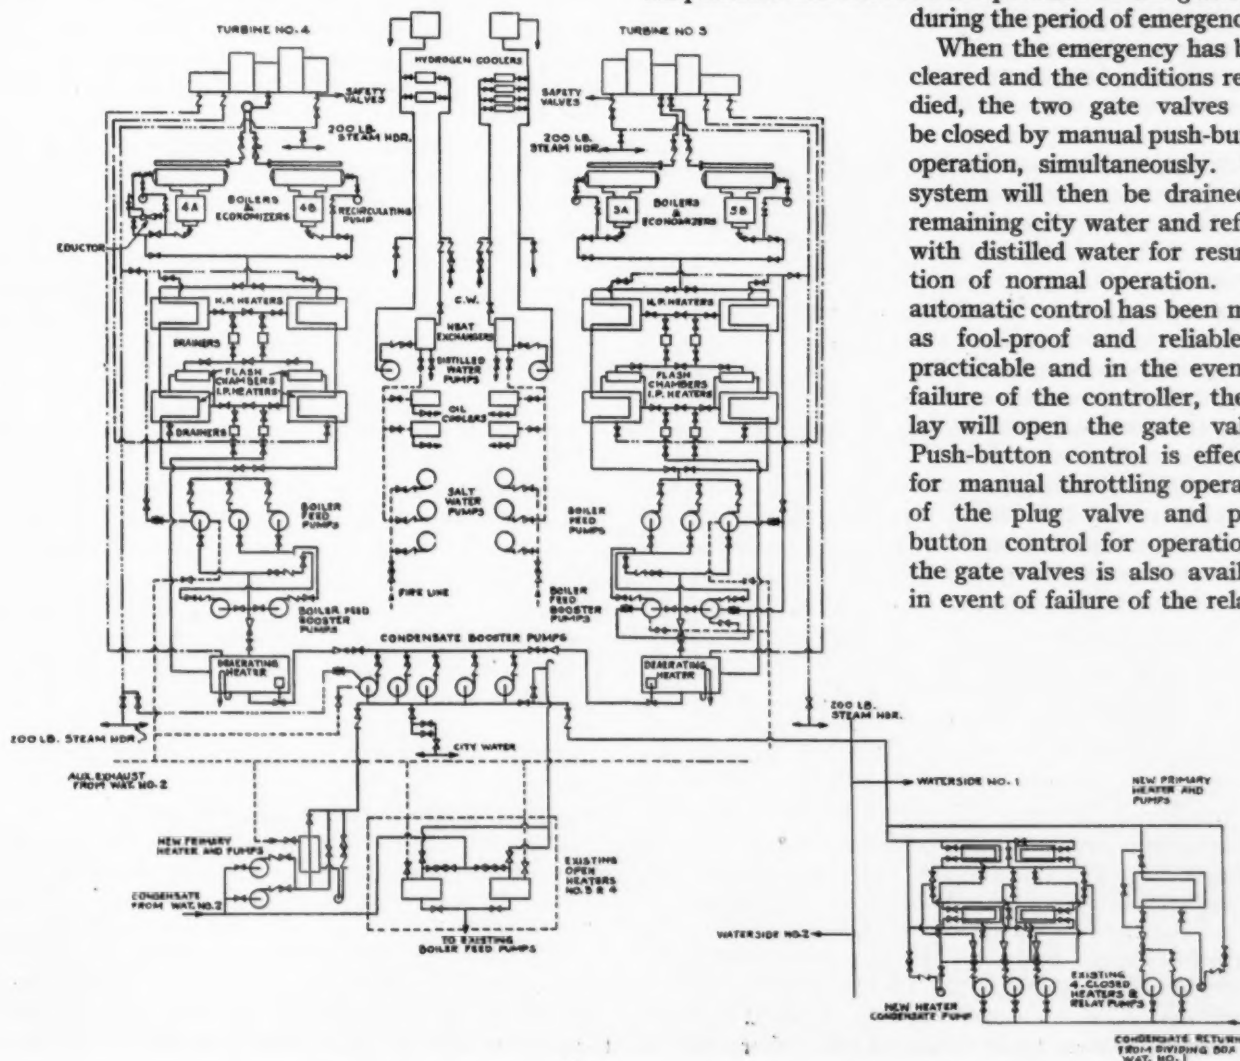 during the period of emergenc
When the emergency has b
cleared and the conditions re
died, the two gate valves
be closed by manual push-bu
operation, simultaneously.
system will then be drained
remaining city water and ref
with distilled water for resu
tion of normal operation.
automatic control has been m
as fool-proof and reliable
practicable and in the even
failure of the controller, the
lay will open the gate val
Push-button control is effec
for manual throttling opera
of the plug valve and p
button control for operatio
the gate valves is also avail
in event of failure of the rela
TURBINE NO. 4
HYDROGEN COOLERS
TURBINE NO 5
SAFETY
VALVES
SAFETY
VALVES
200 LB.
STEAM HDR.
200 LB.
STEAM HDR.
4A
BOILERS
&
ECONOMIZERS
4B
RECIRCULATING
PUMP
EDUCTOR
5A
BOILERS
&
ECONOMIZERS
5B
C.W.
H.P. HEATERS
H.P. HEATERS
HEAT
EXCHANGERS
DRAINERS
DISTILLED
WATER
PUMPS
FLASH
CHAMBERS
I.P. HEATERS
FLASH
CHAMBERS
I.P. HEATERS
OIL
COOLERS
DRAINERS
SALT
WATER
PUMPS
BOILER
FEED
PUMPS
BOILER
FEED PUMPS
FIRE LINE
BOILER FEED
BOOSTER
PUMPS
BOILER
FEED
BOOSTER
PUMPS
CONDENSATE BOOSTER PUMPS
DEAERATING
HEATER
DEAERATING
HEATER
200 LB. STEAM HDR.
200 LB.
STEAM HDR.
CITY WATER
AUX. EXHAUST
FROM WAT. NO. 2
WATERSIDE NO. 1
NEW PRIMARY
HEATER AND
PUMPS
NEW PRIMARY
HEATER AND PUMPS
EXISTING
OPEN
HEATERS
NO. 3 & 4
CONDENSATE
FROM WAT. NO. 2
TO EXISTING
BOILER FEED PUMPS
WATERSIDE NO. 2
NEW HEATER
CONDENSATE PUMP
EXISTING
4-CLOSED
HEATERS &
RELAY PUMPS
CONDENSATE RETURN
FROM DIVIDING BOX
WAT. NO. 1